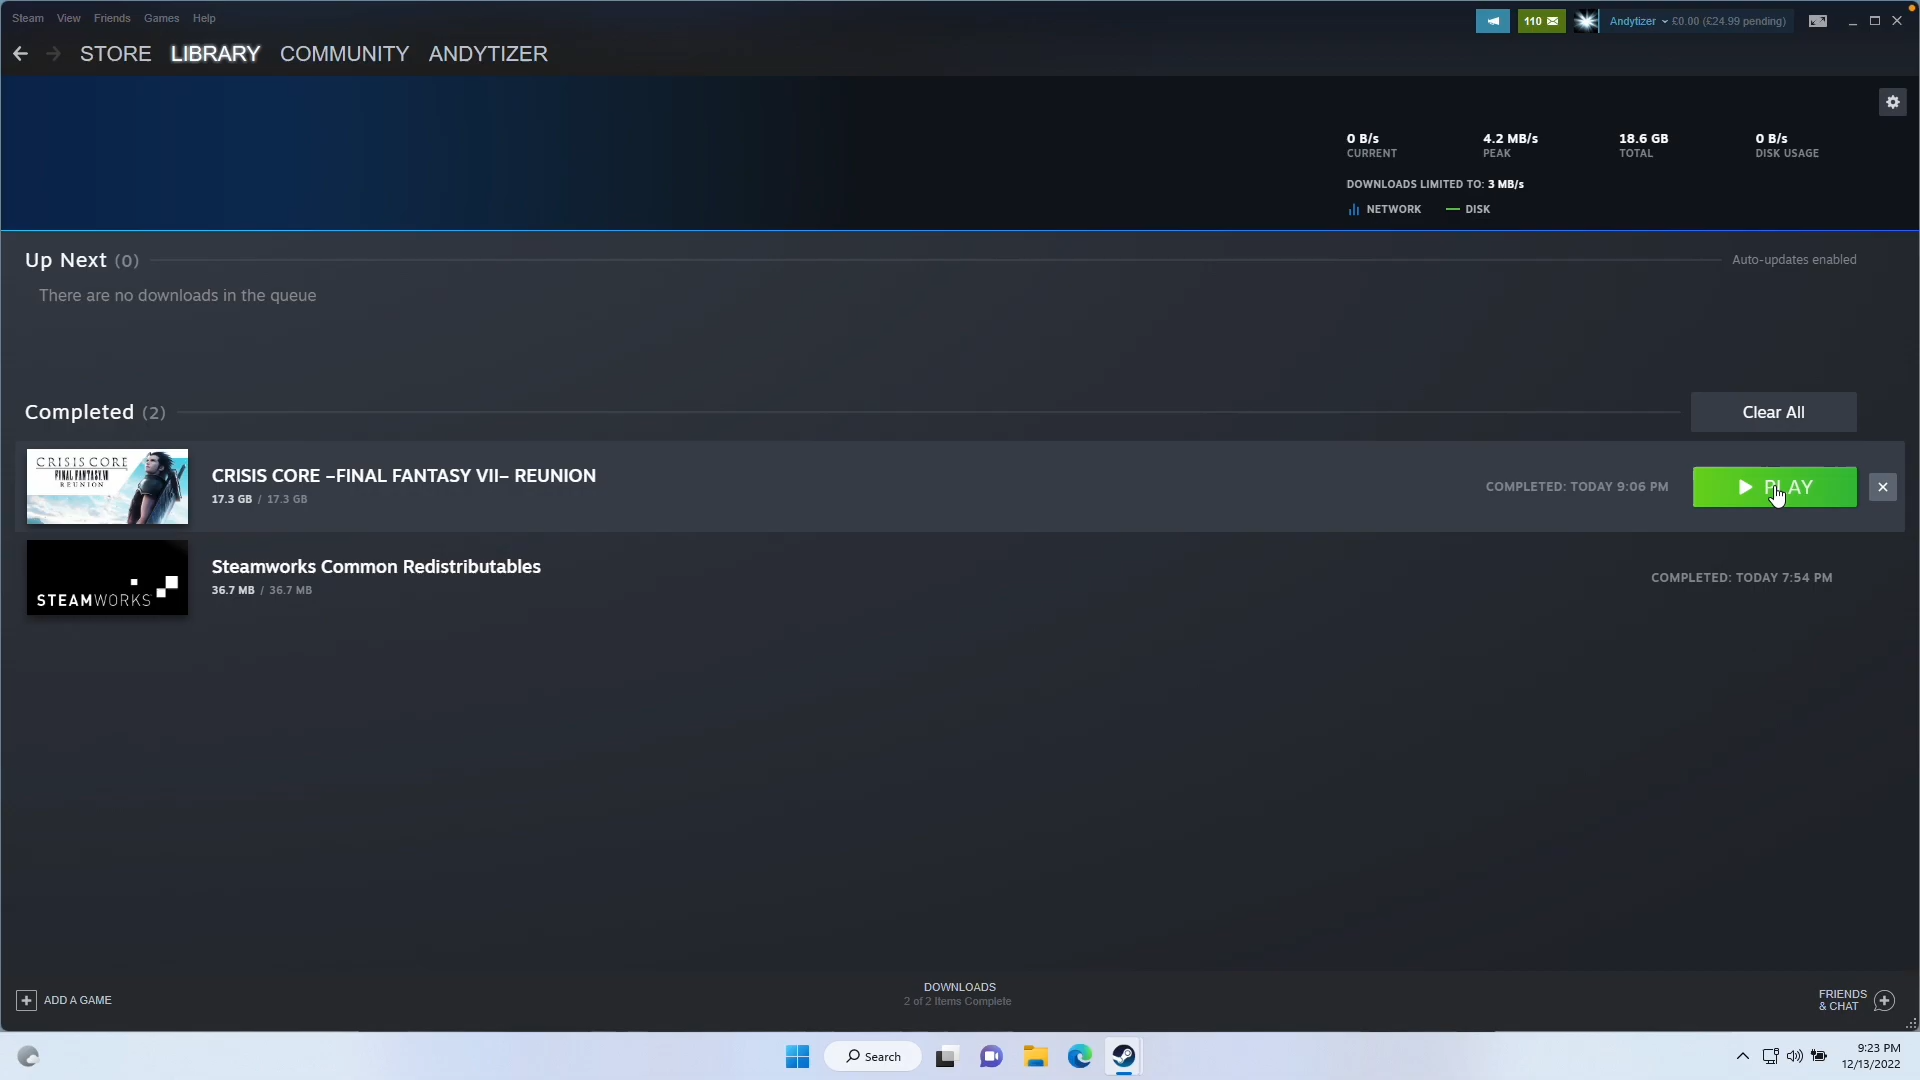 Steam View Friends Games Help
110 Andytizer £0.00 (£24.99 pending)
STORE LIBRARY COMMUNITY ANDYTIZER
0 B/s 4.2 MB/s 18.6 GB 0 B/s
CURRENT PEAK TOTAL DISK USAGE
DOWNLOADS LIMITED TO: 3 MB/s
NETWORK DISK
Up Next (0) Auto-updates enabled
There are no downloads in the queue
Completed (2) Clear All
CRISIS CORE
FINAL FANTASY VII
REUNION
CRISIS CORE –FINAL FANTASY VII– REUNION
17.3 GB / 17.3 GB
COMPLETED: TODAY 9:06 PM PLAY
STEAMWORKS
Steamworks Common Redistributables
36.7 MB / 36.7 MB
COMPLETED: TODAY 7:54 PM
ADD A GAME
DOWNLOADS
2 of 2 Items Complete
FRIENDS
& CHAT
Search
9:23 PM
12/13/2022